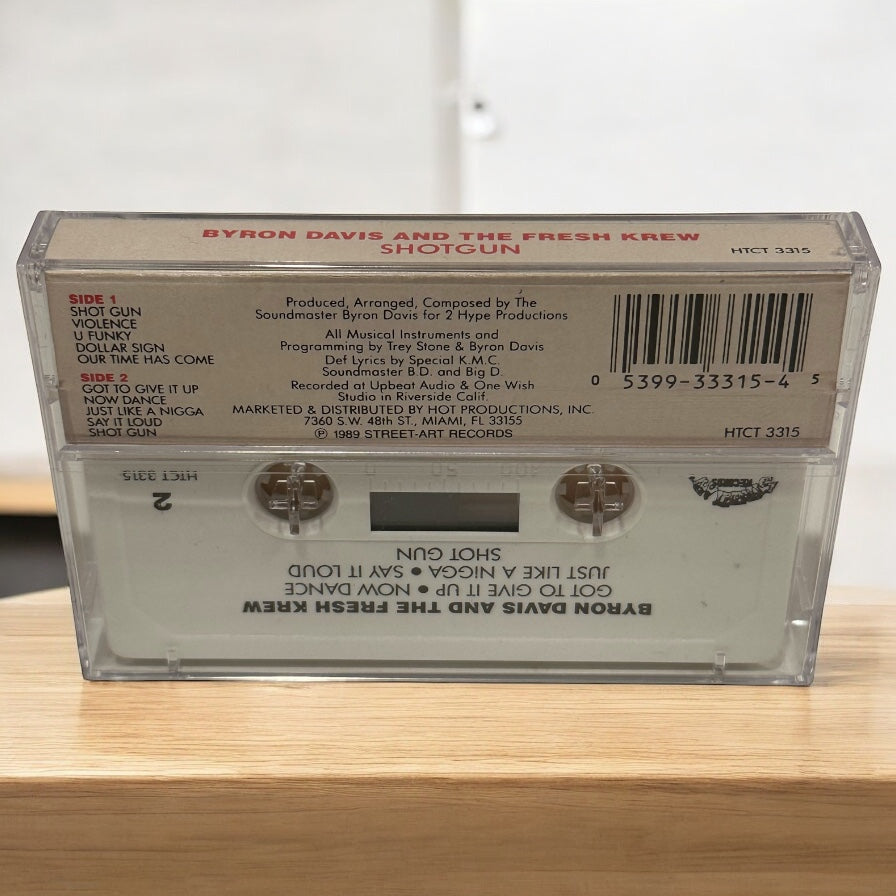 BYRON DAVIS AND THE FRESH KREW
SHOTGUN
HTCT 3315
SIDE 1
SHOT GUN
VIOLENCE
U FUNKY
DOLLAR SIGN
OUR TIME HAS COME
SIDE 2
GOT TO GIVE IT UP
NOW DANCE
JUST LIKE A NIGGA
SAY IT LOUD
SHOT GUN
Produced, Arranged, Composed by The
Soundmaster Byron Davis for 2 Hype Productions
All Musical Instruments and
Programming by Trey Stone & Byron Davis
Def Lyrics by Special K.M.C.
Soundmaster B.D. and Big D.
Recorded at Upbeat Audio & One Wish
Studio in Riverside Calif.
MARKETED & DISTRIBUTED BY HOT PRODUCTIONS, INC.
7360 S.W. 48th ST., MIAMI, FL 33155
℗ 1989 STREET-ART RECORDS
0 5399-33315-4 5
HTCT 3315
BYRON DAVIS AND THE FRESH KREW
GOT TO GIVE IT UP • NOW DANCE
JUST LIKE A NIGGA • SAY IT LOUD
SHOT GUN
2
HTCT 3315
0 50 100
RECORDS